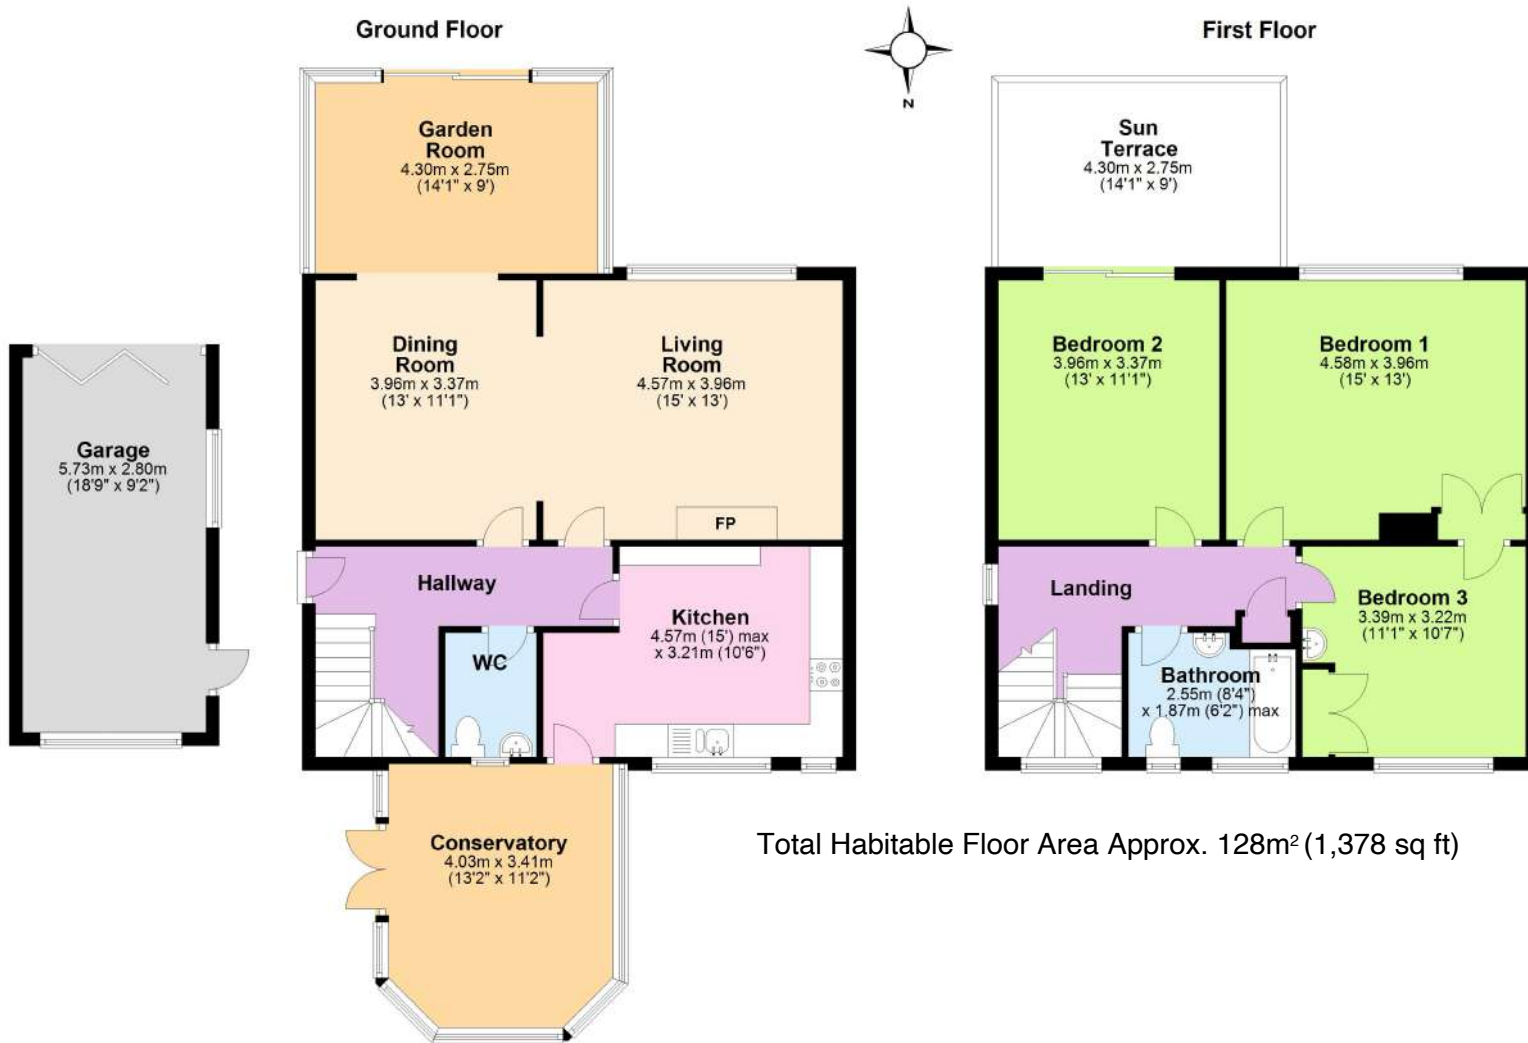 Ground Floor
First Floor
N
Garden
Room
4.30m x 2.75m
(14'1" x 9')
Sun
Terrace
4.30m x 2.75m
(14'1" x 9')
Dining
Room
3.96m x 3.37m
(13' x 11'1")
Living
Room
4.57m x 3.96m
(15' x 13')
Bedroom 2
3.96m x 3.37m
(13' x 11'1")
Bedroom 1
4.58m x 3.96m
(15' x 13')
Garage
5.73m x 2.80m
(18'9" x 9'2")
FP
Hallway
Kitchen
4.57m (15') max
x 3.21m (10'6")
WC
Landing
Bedroom 3
3.39m x 3.22m
(11'1" x 10'7")
Bathroom
2.55m (8'4")
x 1.87m (6'2") max
Conservatory
4.03m x 3.41m
(13'2" x 11'2")
Total Habitable Floor Area Approx. 128m² (1,378 sq ft)